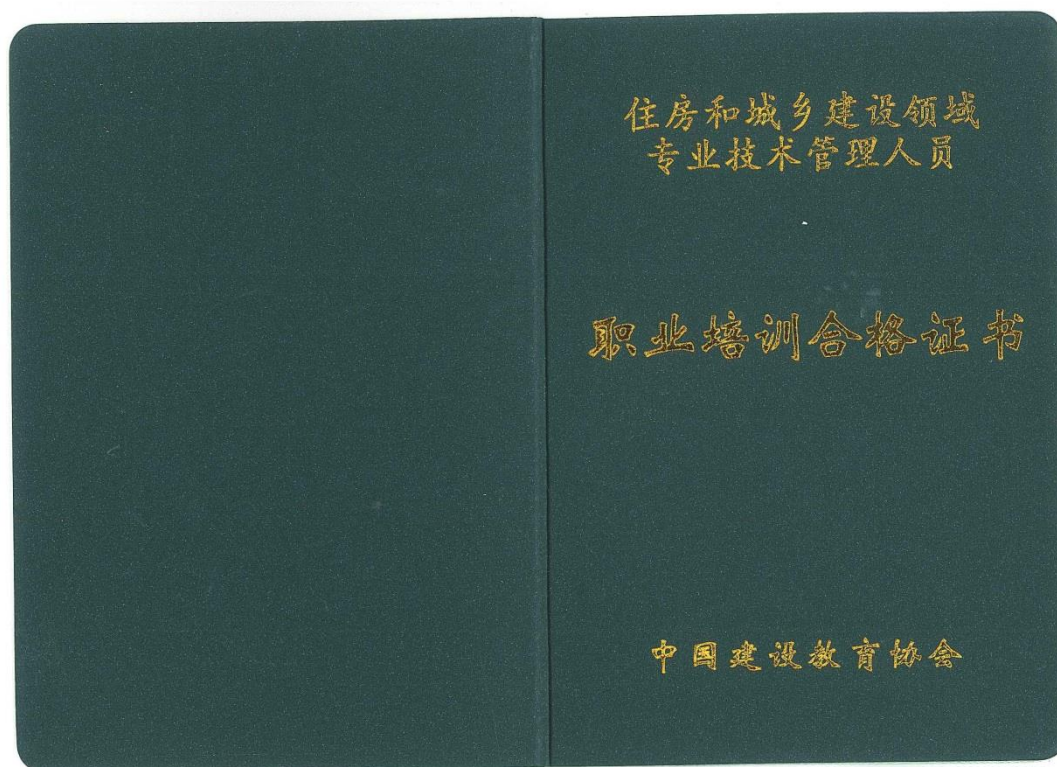 住房和城乡建设领域
专业技术管理人员
职业培训合格证书
中国建设教育协会